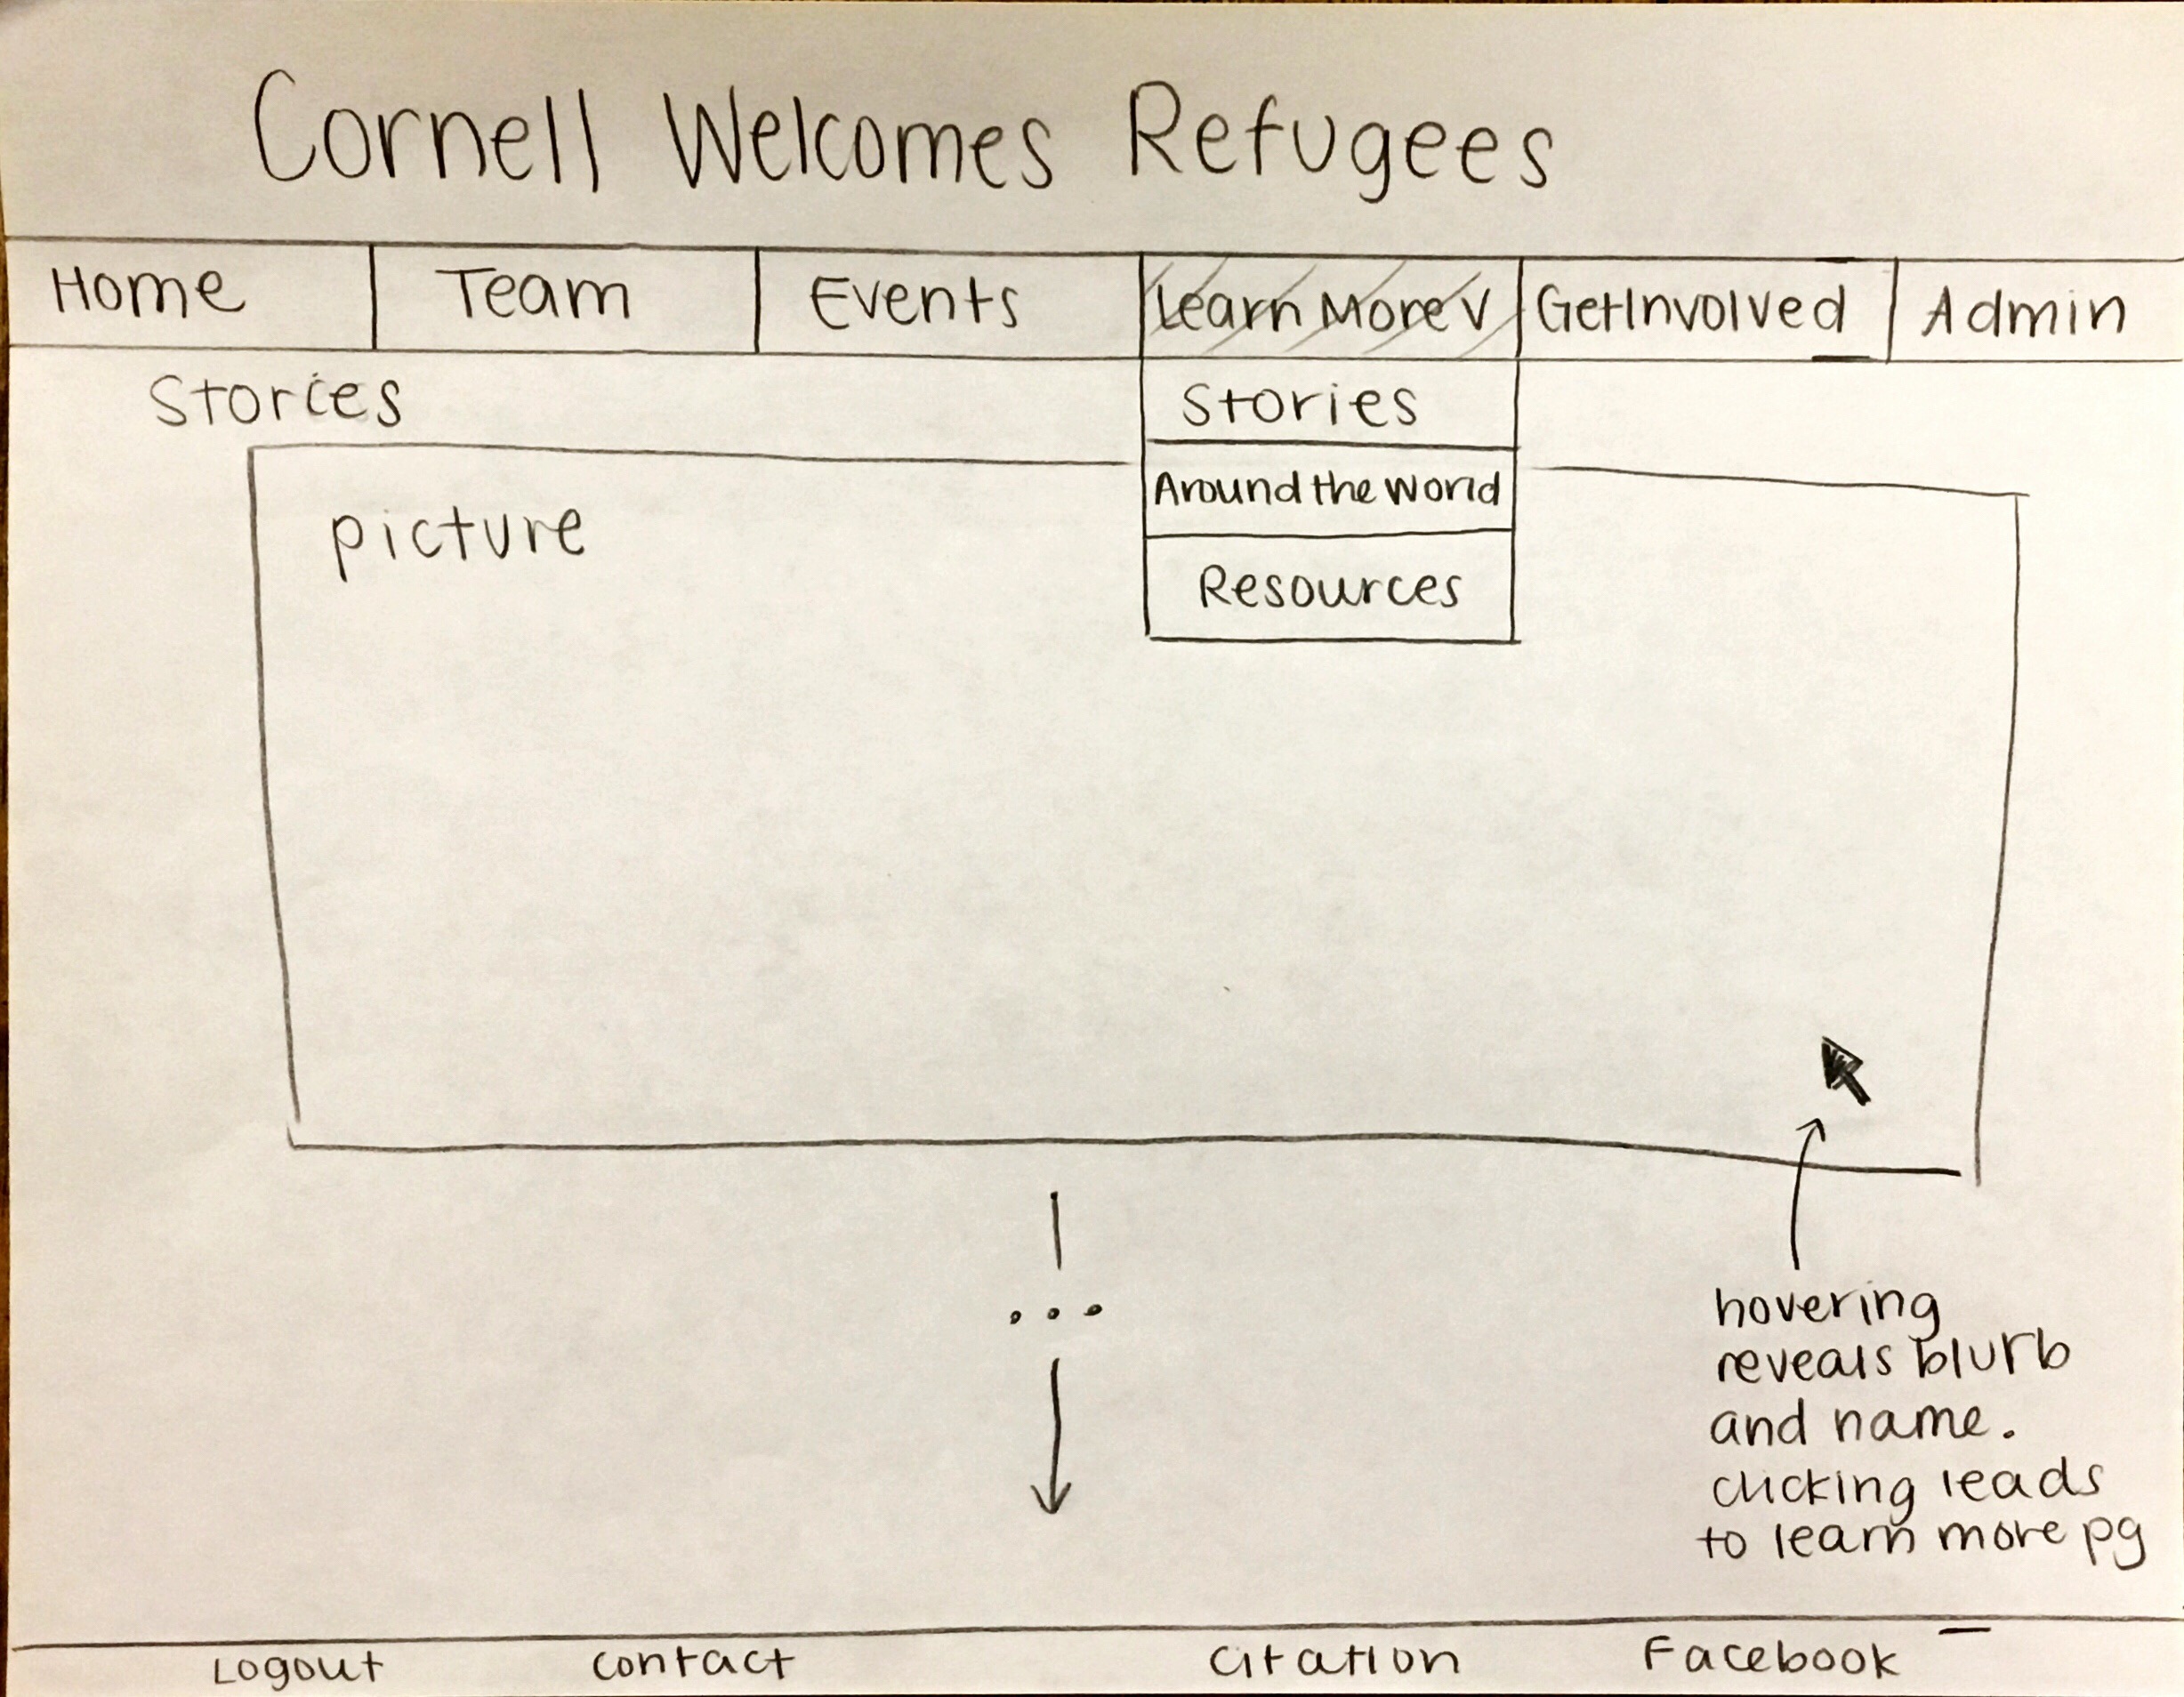 Cornell Welcomes Refugees
Home Team Events Learn More V GetInvolved Admin
Stories
Stories
Around the World
Resources
picture
hovering
reveals blurb
and name.
clicking leads
to learn more pg
Logout contact Citation Facebook